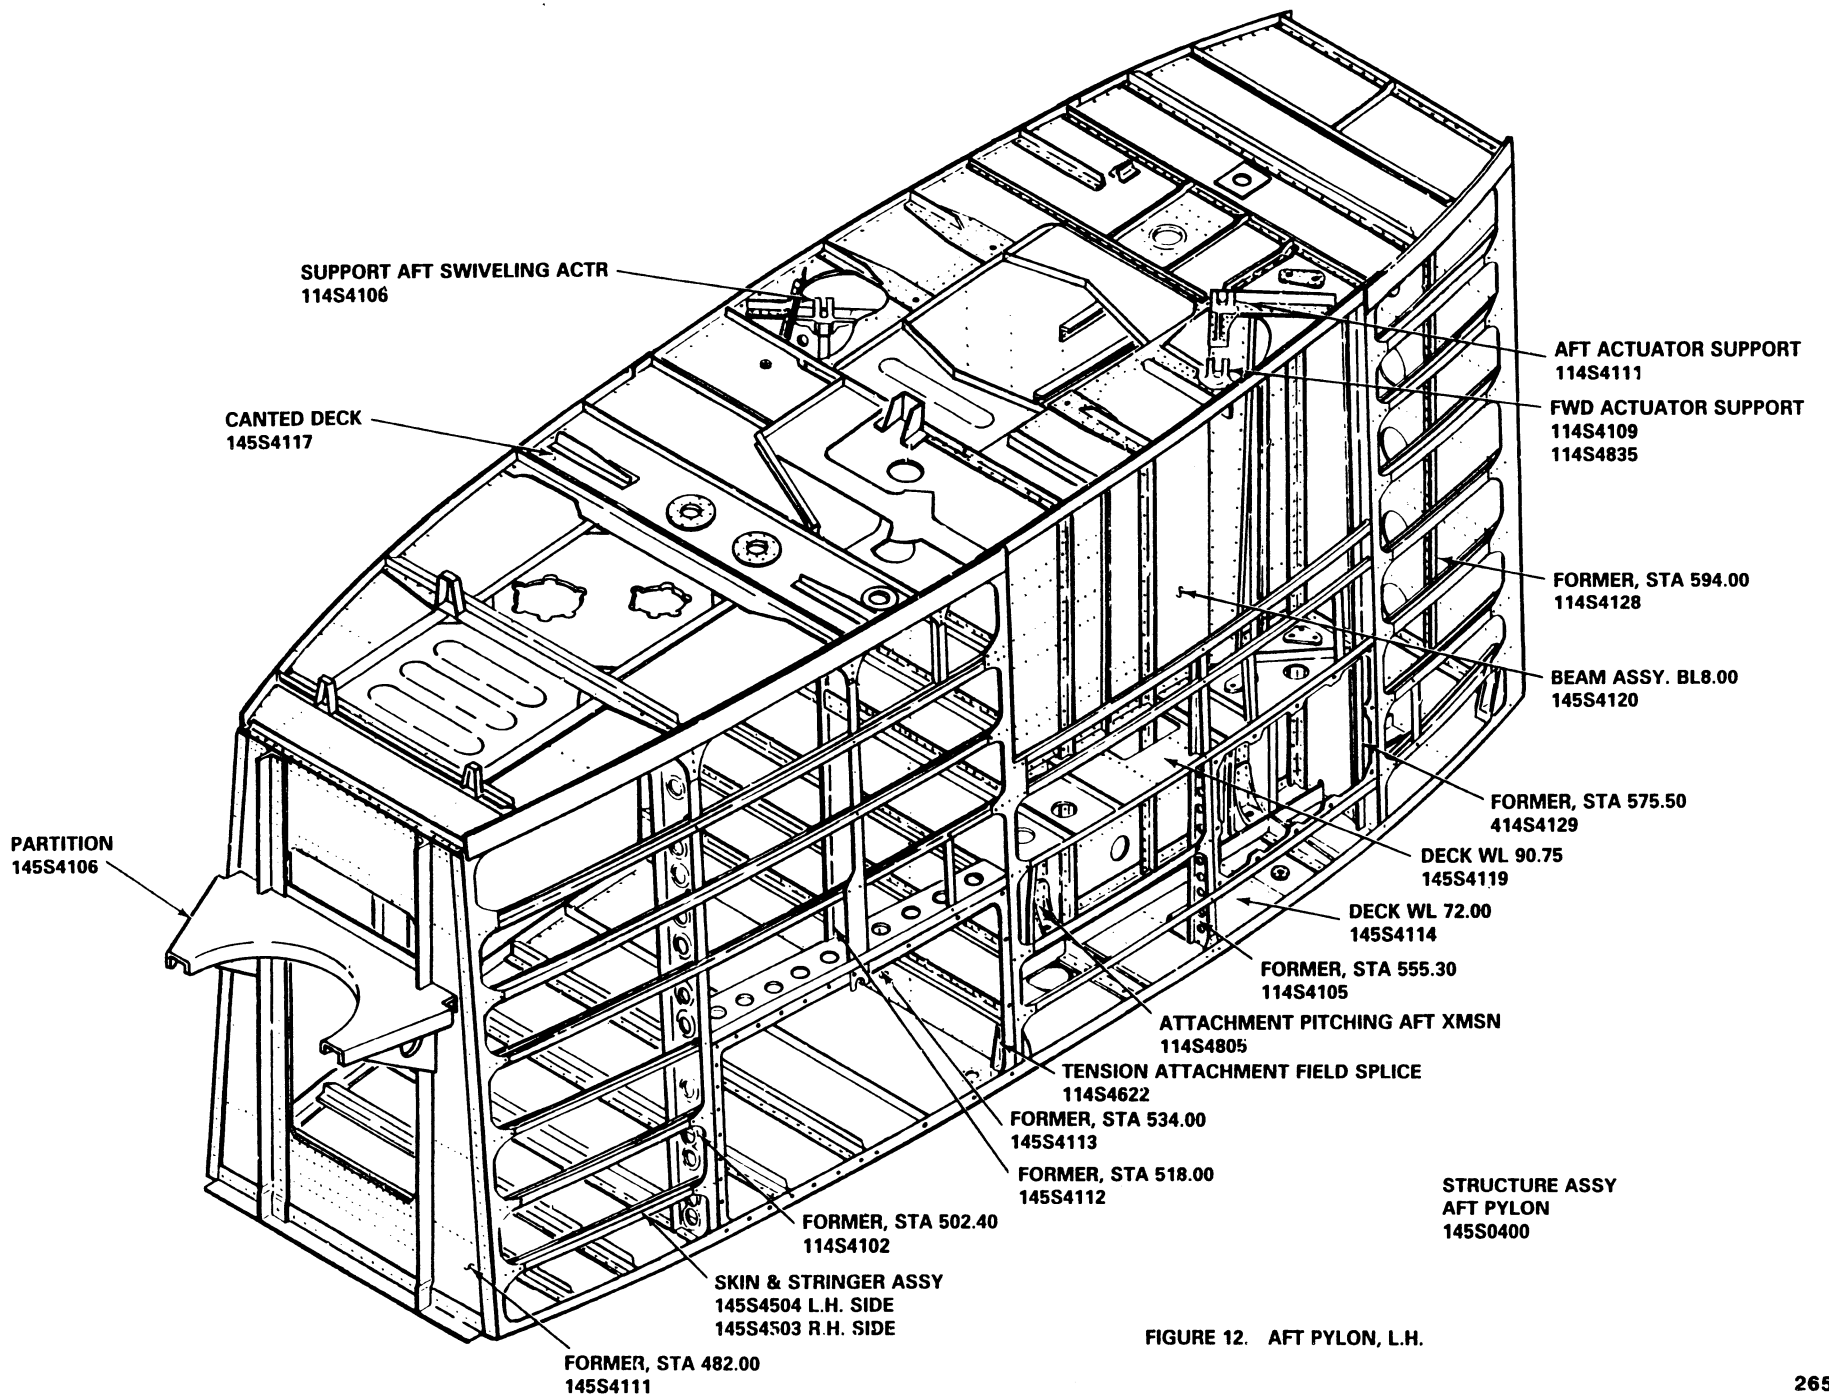 SUPPORT AFT SWIVELING ACTR
114S4106
CANTED DECK
145S4117
PARTITION
145S4106
AFT ACTUATOR SUPPORT
114S4111
FWD ACTUATOR SUPPORT
114S4109
114S4835
FORMER, STA 594.00
114S4128
BEAM ASSY. BL8.00
145S4120
FORMER, STA 575.50
414S4129
DECK WL 90.75
145S4119
DECK WL 72.00
145S4114
FORMER, STA 555.30
114S4105
ATTACHMENT PITCHING AFT XMSN
114S4805
TENSION ATTACHMENT FIELD SPLICE
114S4622
FORMER, STA 534.00
145S4113
FORMER, STA 518.00
145S4112
FORMER, STA 502.40
114S4102
SKIN & STRINGER ASSY
145S4504 L.H. SIDE
145S4503 R.H. SIDE
FORMER, STA 482.00
145S4111
STRUCTURE ASSY
AFT PYLON
145S0400
FIGURE 12. AFT PYLON, L.H.
265